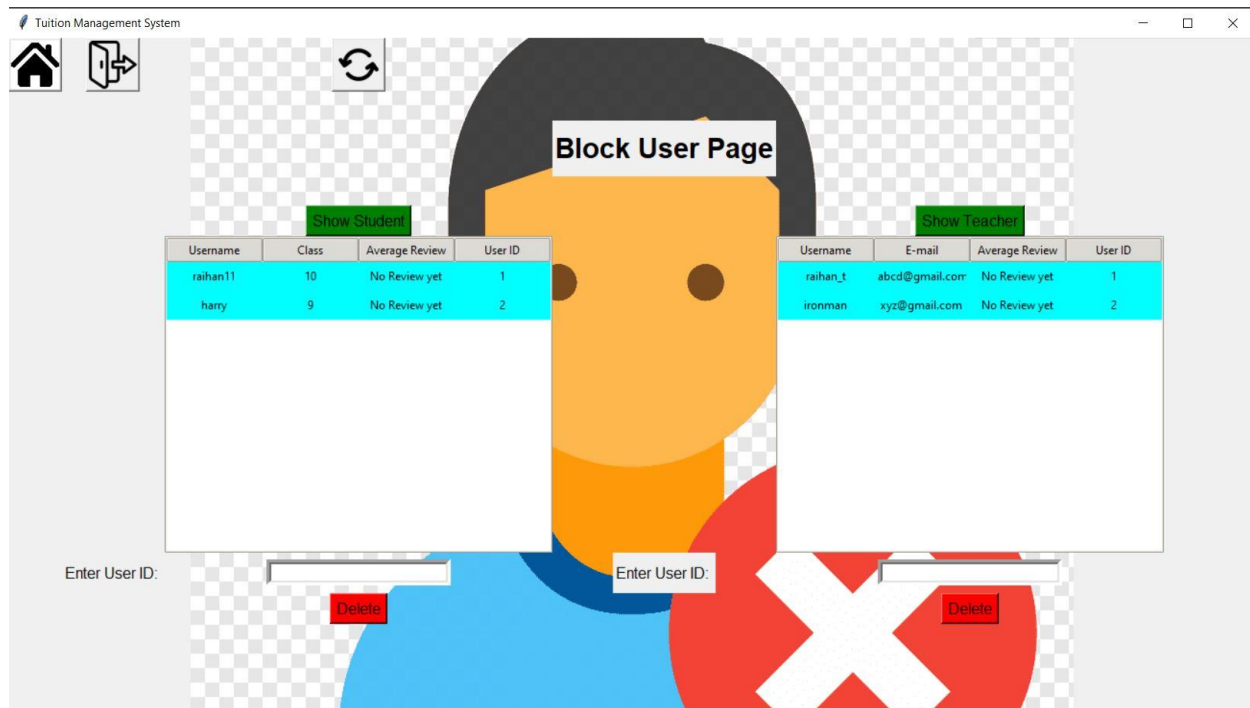 Tuition Management System
Block User Page
Show Student
Username Class Average Review User ID
raihan11 10 No Review yet 1
harry 9 No Review yet 2
Enter User ID:
Delete
Show Teacher
Username E-mail Average Review User ID
raihan_t abcd@gmail.com No Review yet 1
ironman xyz@gmail.com No Review yet 2
Enter User ID:
Delete